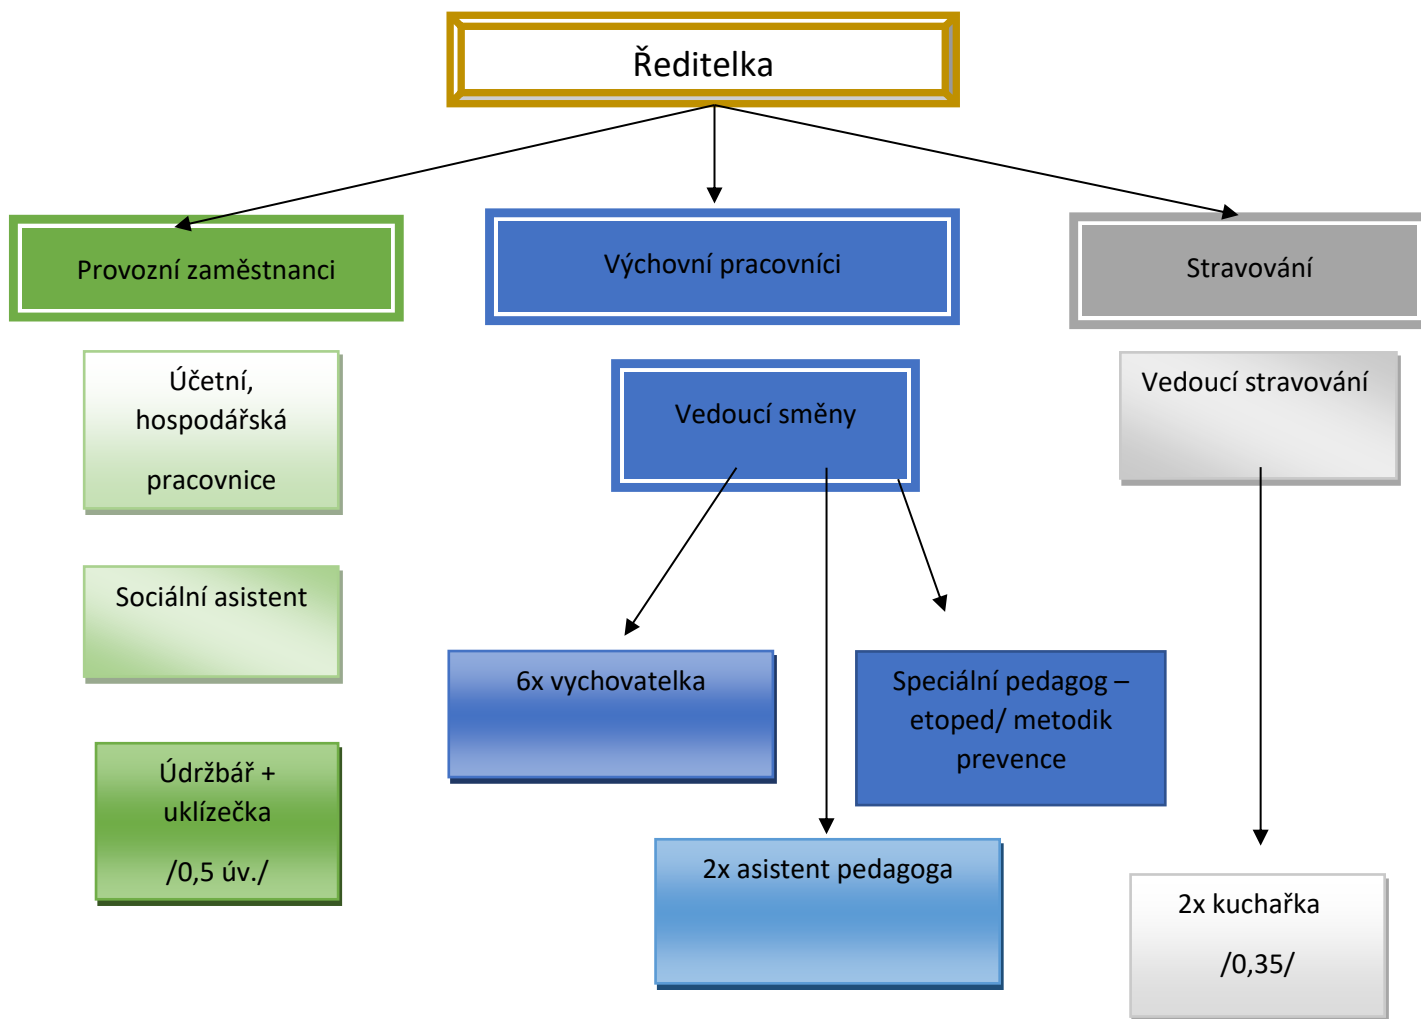 Ředitelka
Provozní zaměstnanci
Výchovní pracovníci
Stravování
Účetní,
hospodářská
pracovnice
Vedoucí směny
Vedoucí stravování
Sociální asistent
6x vychovatelka
Speciální pedagog –
etoped/ metodik
prevence
Údržbář +
uklízečka
/0,5 úv./
2x asistent pedagoga
2x kuchařka
/0,35/